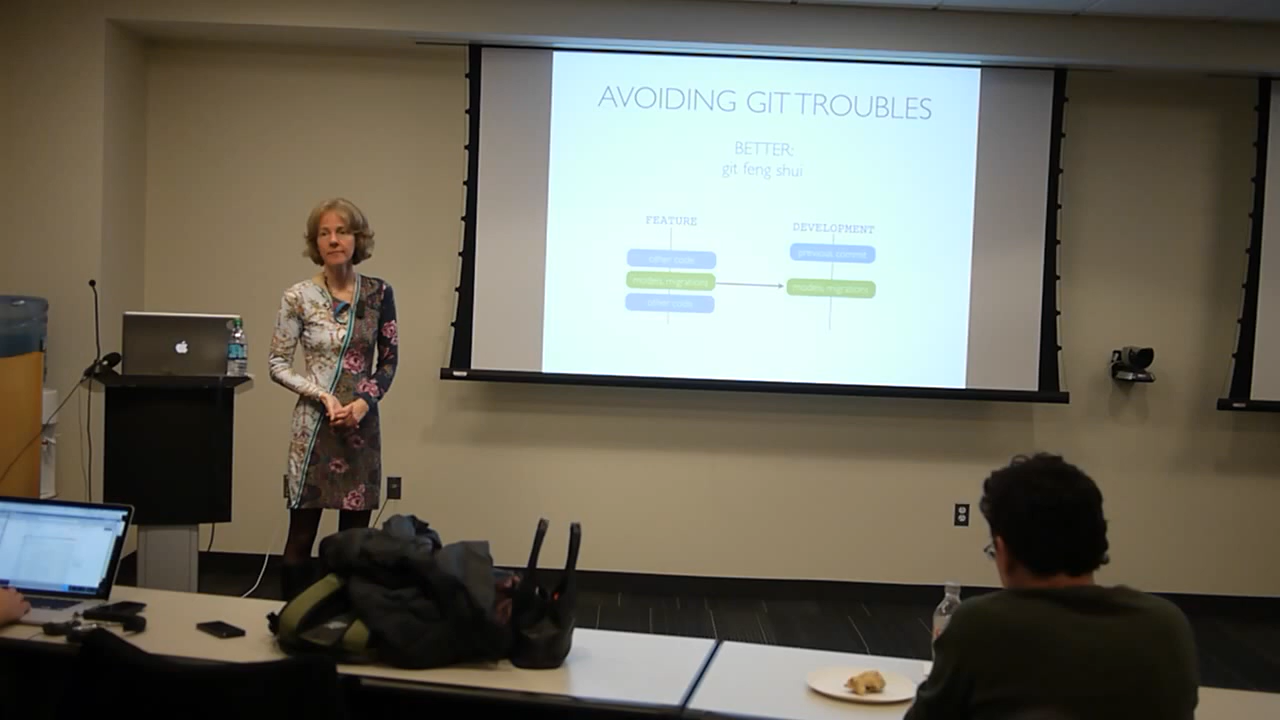 AVOIDING GIT TROUBLES
BETTER:
git feng shui
FEATURE
DEVELOPMENT
other code
previous commit
models, migrations
models, migrations
other code